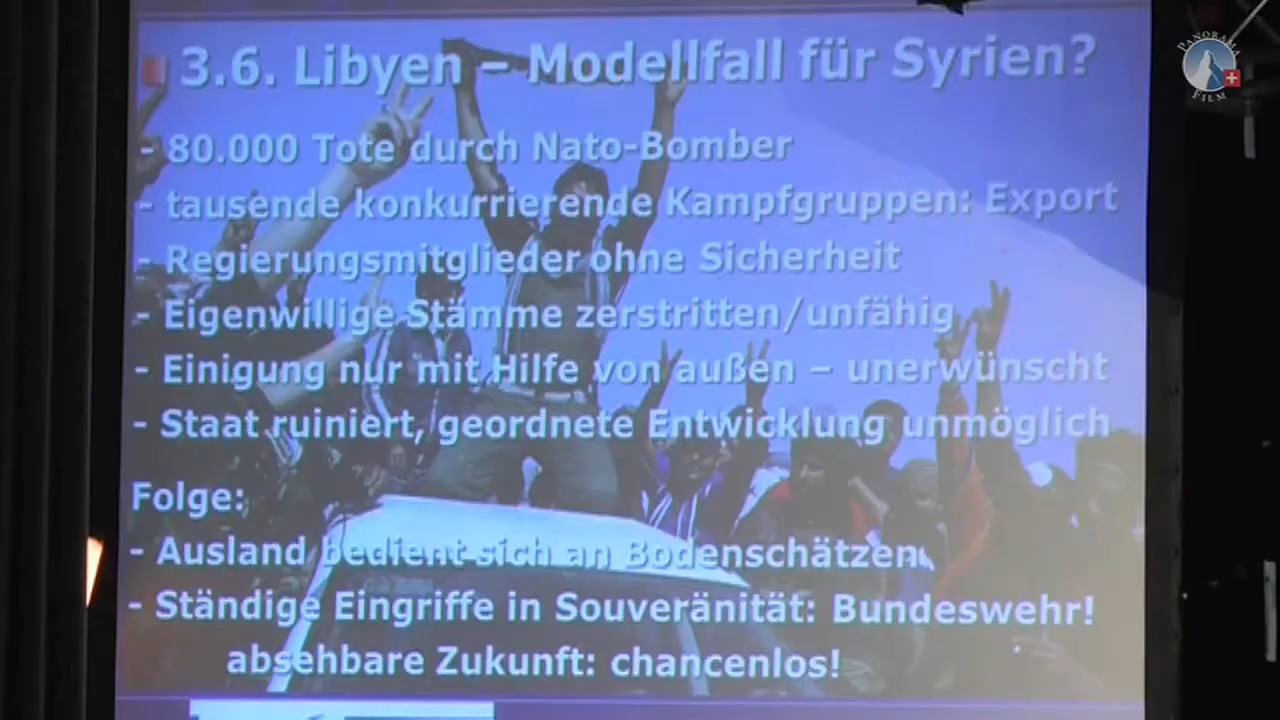 3.6. Libyen – Modellfall für Syrien?
- 80.000 Tote durch Nato-Bomber
- tausende konkurrierende Kampfgruppen: Export
- Regierungsmitglieder ohne Sicherheit
- Eigenwillige Stämme zerstritten/unfähig
- Einigung nur mit Hilfe von außen – unerwünscht
- Staat ruiniert, geordnete Entwicklung unmöglich
Folge:
- Ausland bedient sich an Bodenschätzen
- Ständige Eingriffe in Souveränität: Bundeswehr!
absehbare Zukunft: chancenlos!
PANORAMA
FILM